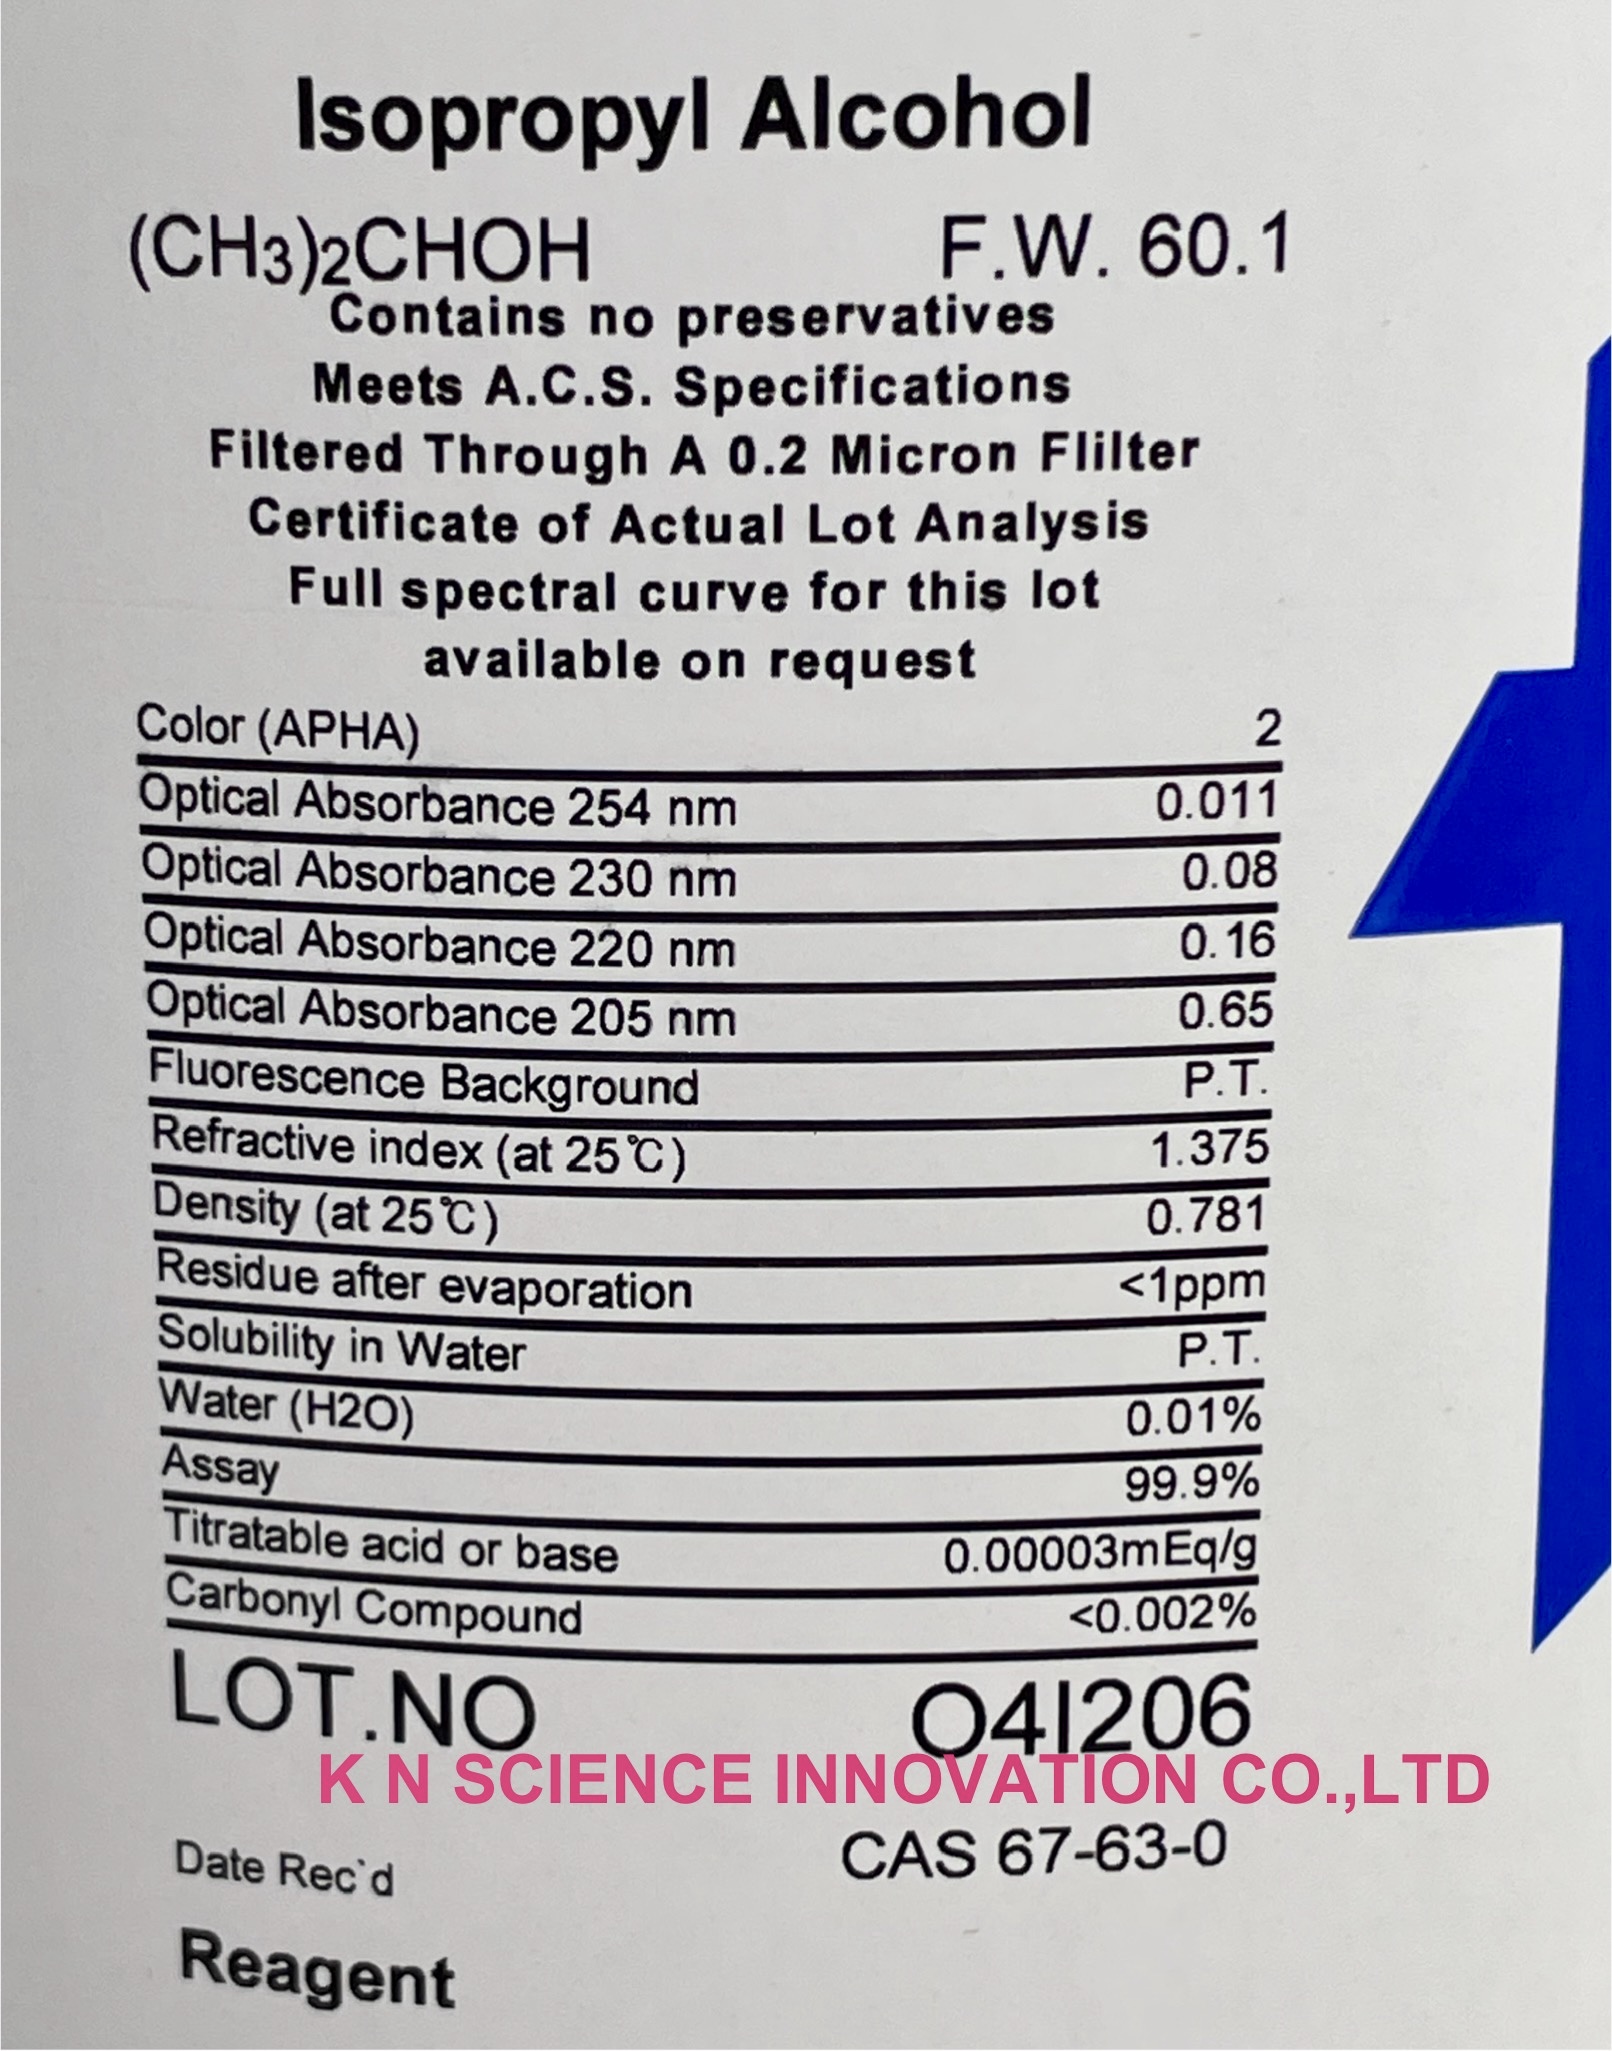 Isopropyl Alcohol
(CH3)2CHOH F.W. 60.1
Contains no preservatives
Meets A.C.S. Specifications
Filtered Through A 0.2 Micron Flilter
Certificate of Actual Lot Analysis
Full spectral curve for this lot
available on request
Color (APHA) 2
Optical Absorbance 254 nm 0.011
Optical Absorbance 230 nm 0.08
Optical Absorbance 220 nm 0.16
Optical Absorbance 205 nm 0.65
Fluorescence Background P.T.
Refractive index (at 25℃) 1.375
Density (at 25℃) 0.781
Residue after evaporation <1ppm
Solubility in Water P.T.
Water (H2O) 0.01%
Assay 99.9%
Titratable acid or base 0.00003mEq/g
Carbonyl Compound <0.002%
LOT.NO O4I206
K N SCIENCE INNOVATION CO.,LTD
CAS 67-63-0
Date Rec`d
Reagent